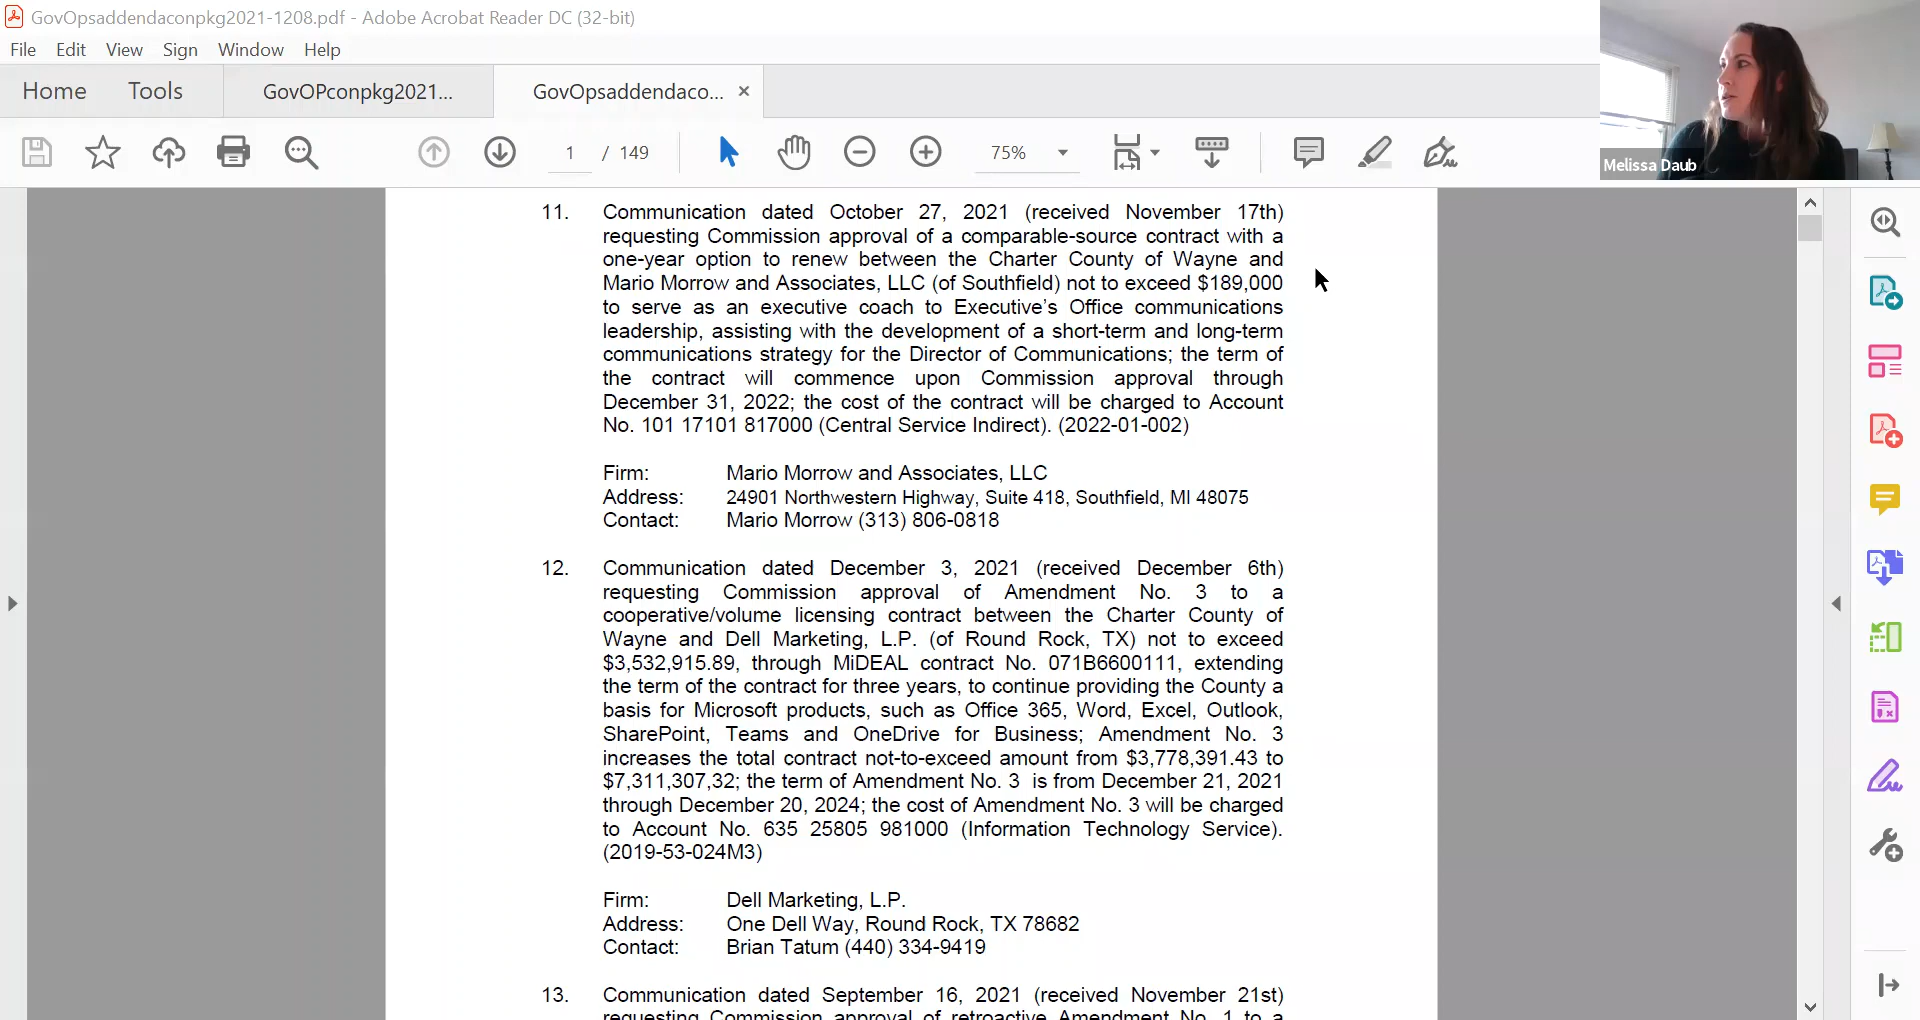 GovOpsaddendaconpkg2021-1208.pdf - Adobe Acrobat Reader DC (32-bit)
File Edit View Sign Window Help
Home Tools GovOPconpkg2021... GovOpsaddendaco... ×
1 / 149 75%
Melissa Daub
11. Communication dated October 27, 2021 (received November 17th)
requesting Commission approval of a comparable-source contract with a
one-year option to renew between the Charter County of Wayne and
Mario Morrow and Associates, LLC (of Southfield) not to exceed $189,000
to serve as an executive coach to Executive's Office communications
leadership, assisting with the development of a short-term and long-term
communications strategy for the Director of Communications; the term of
the contract will commence upon Commission approval through
December 31, 2022; the cost of the contract will be charged to Account
No. 101 17101 817000 (Central Service Indirect). (2022-01-002)
Firm: Mario Morrow and Associates, LLC
Address: 24901 Northwestern Highway, Suite 418, Southfield, MI 48075
Contact: Mario Morrow (313) 806-0818
12. Communication dated December 3, 2021 (received December 6th)
requesting Commission approval of Amendment No. 3 to a
cooperative/volume licensing contract between the Charter County of
Wayne and Dell Marketing, L.P. (of Round Rock, TX) not to exceed
$3,532,915.89, through MiDEAL contract No. 071B6600111, extending
the term of the contract for three years, to continue providing the County a
basis for Microsoft products, such as Office 365, Word, Excel, Outlook,
SharePoint, Teams and OneDrive for Business; Amendment No. 3
increases the total contract not-to-exceed amount from $3,778,391.43 to
$7,311,307,32; the term of Amendment No. 3 is from December 21, 2021
through December 20, 2024; the cost of Amendment No. 3 will be charged
to Account No. 635 25805 981000 (Information Technology Service).
(2019-53-024M3)
Firm: Dell Marketing, L.P.
Address: One Dell Way, Round Rock, TX 78682
Contact: Brian Tatum (440) 334-9419
13. Communication dated September 16, 2021 (received November 21st)
requesting Commission approval of retroactive Amendment No. 1 to a